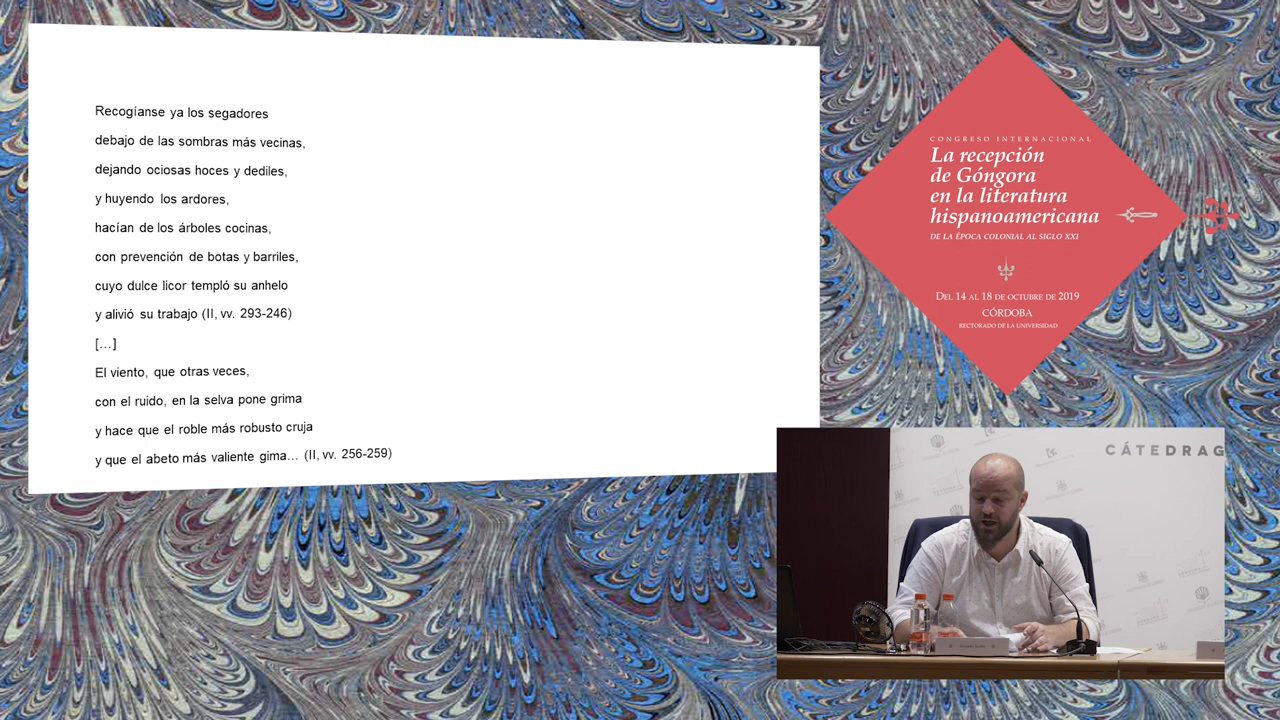 Recogíanse ya los segadores
debajo de las sombras más vecinas,
dejando ociosas hoces y dediles,
y huyendo los ardores,
hacían de los árboles cocinas,
con prevención de botas y barriles,
cuyo dulce licor templó su anhelo
y alivió su trabajo (II, vv. 293-246)
[…]
El viento, que otras veces,
con el ruido, en la selva pone grima
y hace que el roble más robusto cruja
y que el abeto más valiente gima… (II, vv. 256-259)
CONGRESO INTERNACIONAL
La recepción
de Góngora
en la literatura
hispanoamericana
DE LA ÉPOCA COLONIAL AL SIGLO XXI
DEL 14 AL 18 DE OCTUBRE DE 2019
CÓRDOBA
RECTORADO DE LA UNIVERSIDAD
CÁTEDRAG